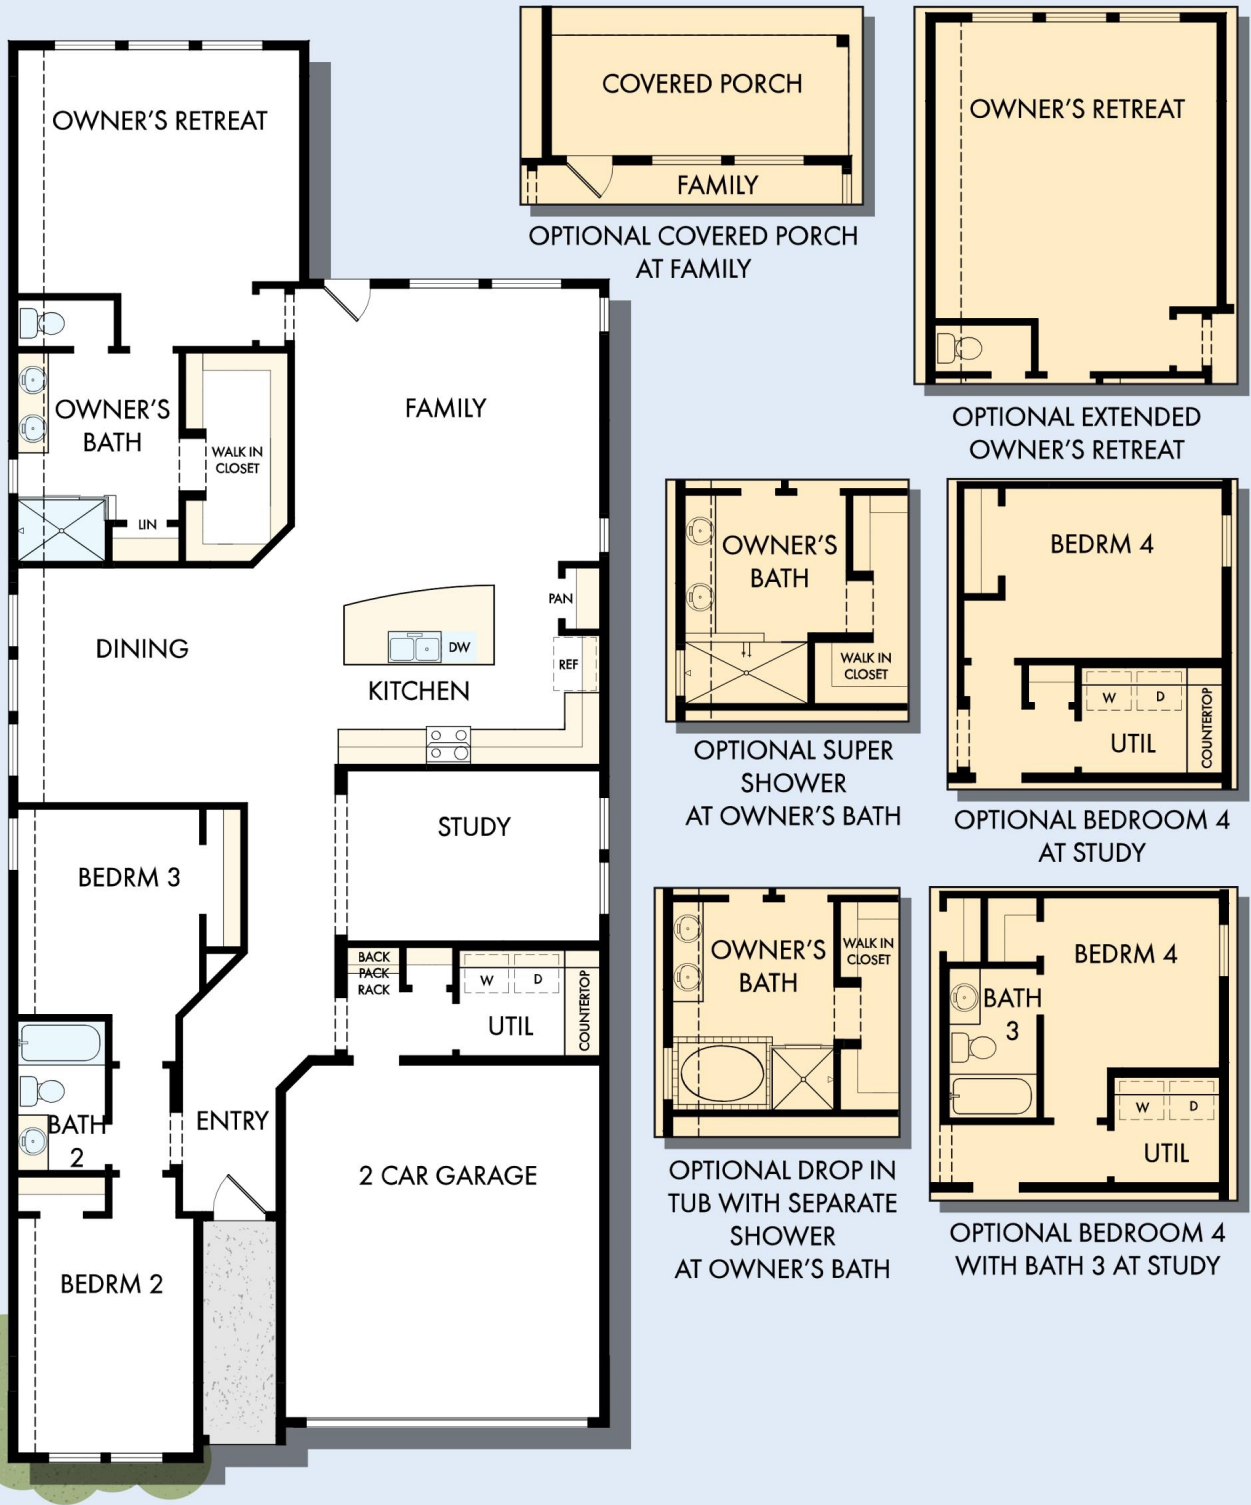 OWNER'S RETREAT
OWNER'S
BATH
WALK IN
CLOSET
LIN
FAMILY
PAN
DINING
DW
REF
KITCHEN
STUDY
BEDRM 3
BACK
PACK
RACK
W
D
COUNTERTOP
UTIL
BATH
2
ENTRY
2 CAR GARAGE
BEDRM 2
COVERED PORCH
FAMILY
OPTIONAL COVERED PORCH
AT FAMILY
OWNER'S RETREAT
OPTIONAL EXTENDED
OWNER'S RETREAT
OWNER'S
BATH
WALK IN
CLOSET
OPTIONAL SUPER
SHOWER
AT OWNER'S BATH
BEDRM 4
W
D
COUNTERTOP
UTIL
OPTIONAL BEDROOM 4
AT STUDY
OWNER'S
BATH
WALK IN
CLOSET
OPTIONAL DROP IN
TUB WITH SEPARATE
SHOWER
AT OWNER'S BATH
BEDRM 4
BATH
3
W
D
UTIL
OPTIONAL BEDROOM 4
WITH BATH 3 AT STUDY